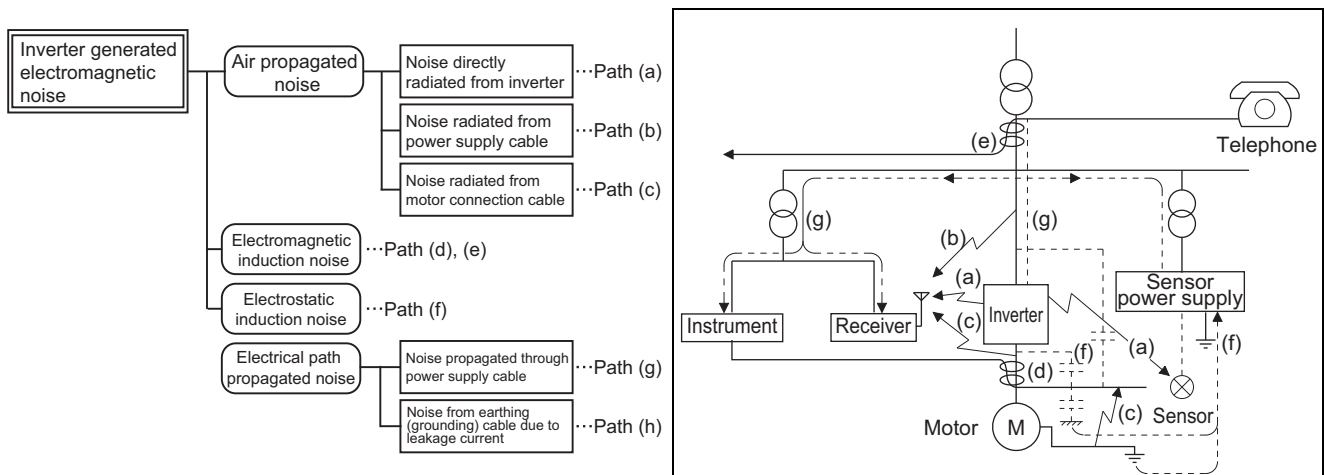 Inverter generated
electromagnetic
noise
Air propagated
noise
Noise directly
radiated from inverter
···Path (a)
Noise radiated from
power supply cable
···Path (b)
Noise radiated from
motor connection cable
···Path (c)
Electromagnetic
induction noise
···Path (d), (e)
Electrostatic
induction noise
···Path (f)
Electrical path
propagated noise
Noise propagated through
power supply cable
···Path (g)
Noise from earthing
(grounding) cable due to
leakage current
···Path (h)
Telephone
(e)
(g)
(g)
(b)
(a)
Sensor
power supply
Instrument
Receiver
Inverter
(c)
(f)
(a)
(f)
(d)
Sensor
(c)
Motor
M